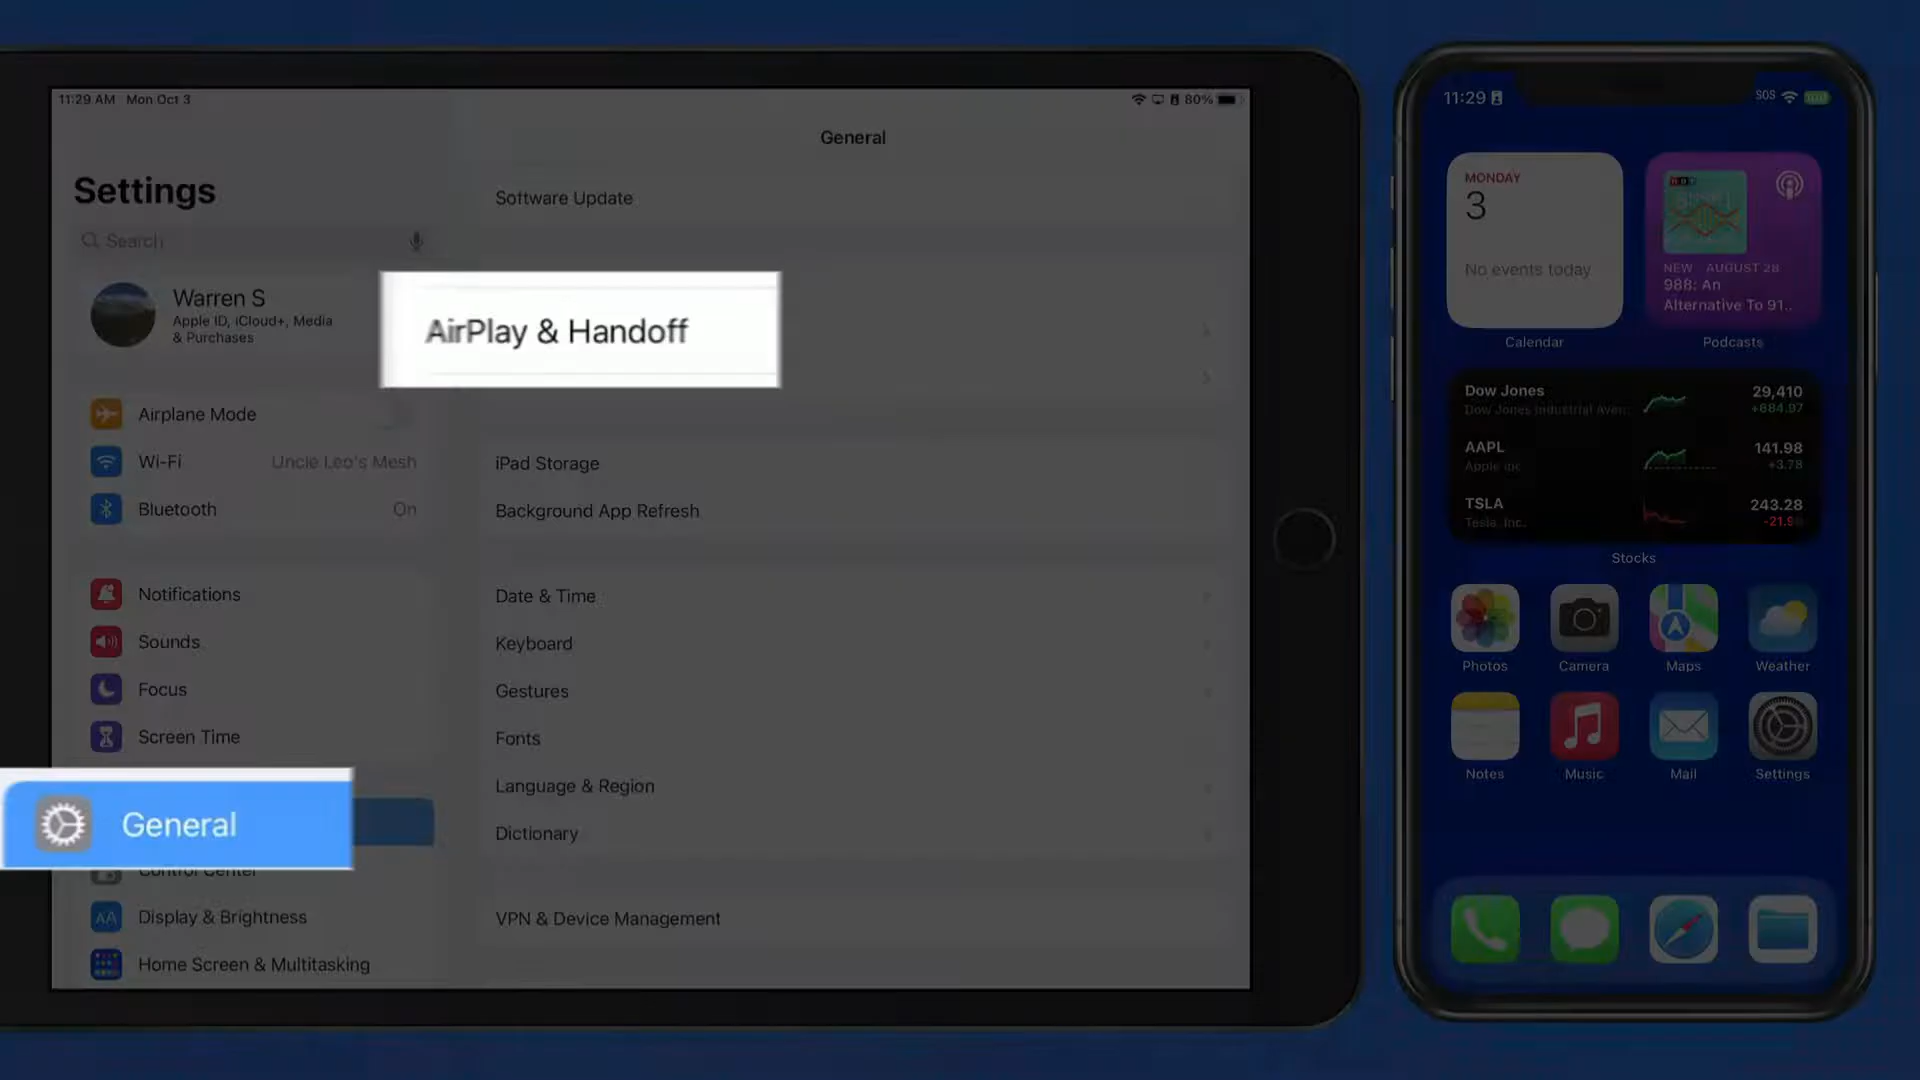 11:29 AM Mon Oct 3
80%
Settings
Search
Warren S
Apple ID, iCloud+, Media
& Purchases
Airplane Mode
Wi-Fi
Uncle Leo's Mesh
Bluetooth
On
Notifications
Sounds
Focus
Screen Time
General
Control Center
Display & Brightness
AA
Home Screen & Multitasking
General
Software Update
AirPlay & Handoff
iPad Storage
Background App Refresh
Date & Time
Keyboard
Gestures
Fonts
Language & Region
Dictionary
VPN & Device Management
11:29
SOS
MONDAY
3
No events today
Calendar
NEW AUGUST 28
988: An
Alternative To 91...
Podcasts
Dow Jones
29,410
+684.97
AAPL
141.98
Apple Inc.
+3.78
TSLA
243.28
Tesla, Inc.
Stocks
Photos
Camera
Maps
Weather
Notes
Music
Mail
Settings